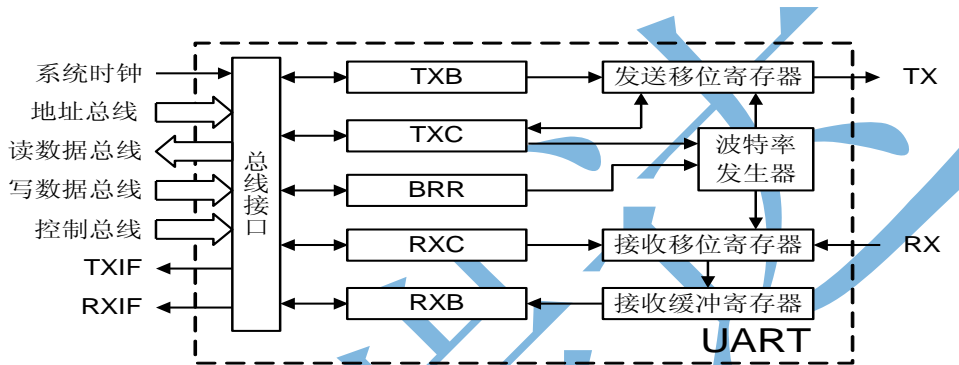 系统时钟
地址总线
读数据总线
写数据总线
控制总线
TXIF
RXIF
总线接口
TXB
TXC
BRR
RXC
RXB
发送移位寄存器
波特率
发生器
接收移位寄存器
接收缓冲寄存器
TX
RX
UART